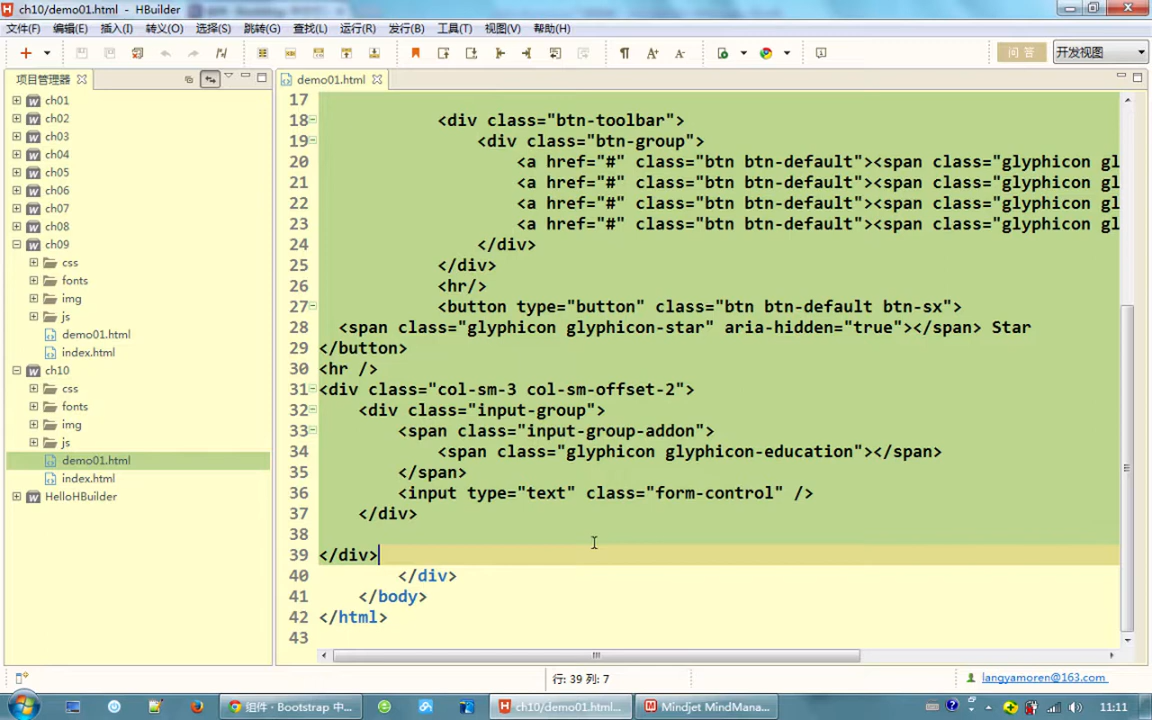 ch10/demo01.html - HBuilder
文件(F) 编辑(E) 插入(I) 转义(O) 选择(S) 跳转(G) 查找(L) 运行(R) 发行(B) 工具(T) 视图(V) 帮助(H)
问 答 开发视图
项目管理器
demo01.html
ch01
ch02
ch03
ch04
ch05
ch06
ch07
ch08
ch09
css
fonts
img
js
demo01.html
index.html
ch10
css
fonts
img
js
demo01.html
index.html
HelloHBuilder
17
18 <div class="btn-toolbar">
19 <div class="btn-group">
20 <a href="#" class="btn btn-default"><span class="glyphicon gl
21 <a href="#" class="btn btn-default"><span class="glyphicon gl
22 <a href="#" class="btn btn-default"><span class="glyphicon gl
23 <a href="#" class="btn btn-default"><span class="glyphicon gl
24 </div>
25 </div>
26 <hr/>
27 <button type="button" class="btn btn-default btn-sx">
28 <span class="glyphicon glyphicon-star" aria-hidden="true"></span> Star
29 </button>
30 <hr />
31 <div class="col-sm-3 col-sm-offset-2">
32 <div class="input-group">
33 <span class="input-group-addon">
34 <span class="glyphicon glyphicon-education"></span>
35 </span>
36 <input type="text" class="form-control" />
37 </div>
38
39 </div>
40 </div>
41 </body>
42 </html>
43
行: 39 列: 7
langyamoren@163.com
组件 · Bootstrap 中...
ch10/demo01.html...
Mindjet MindMana...
11:11